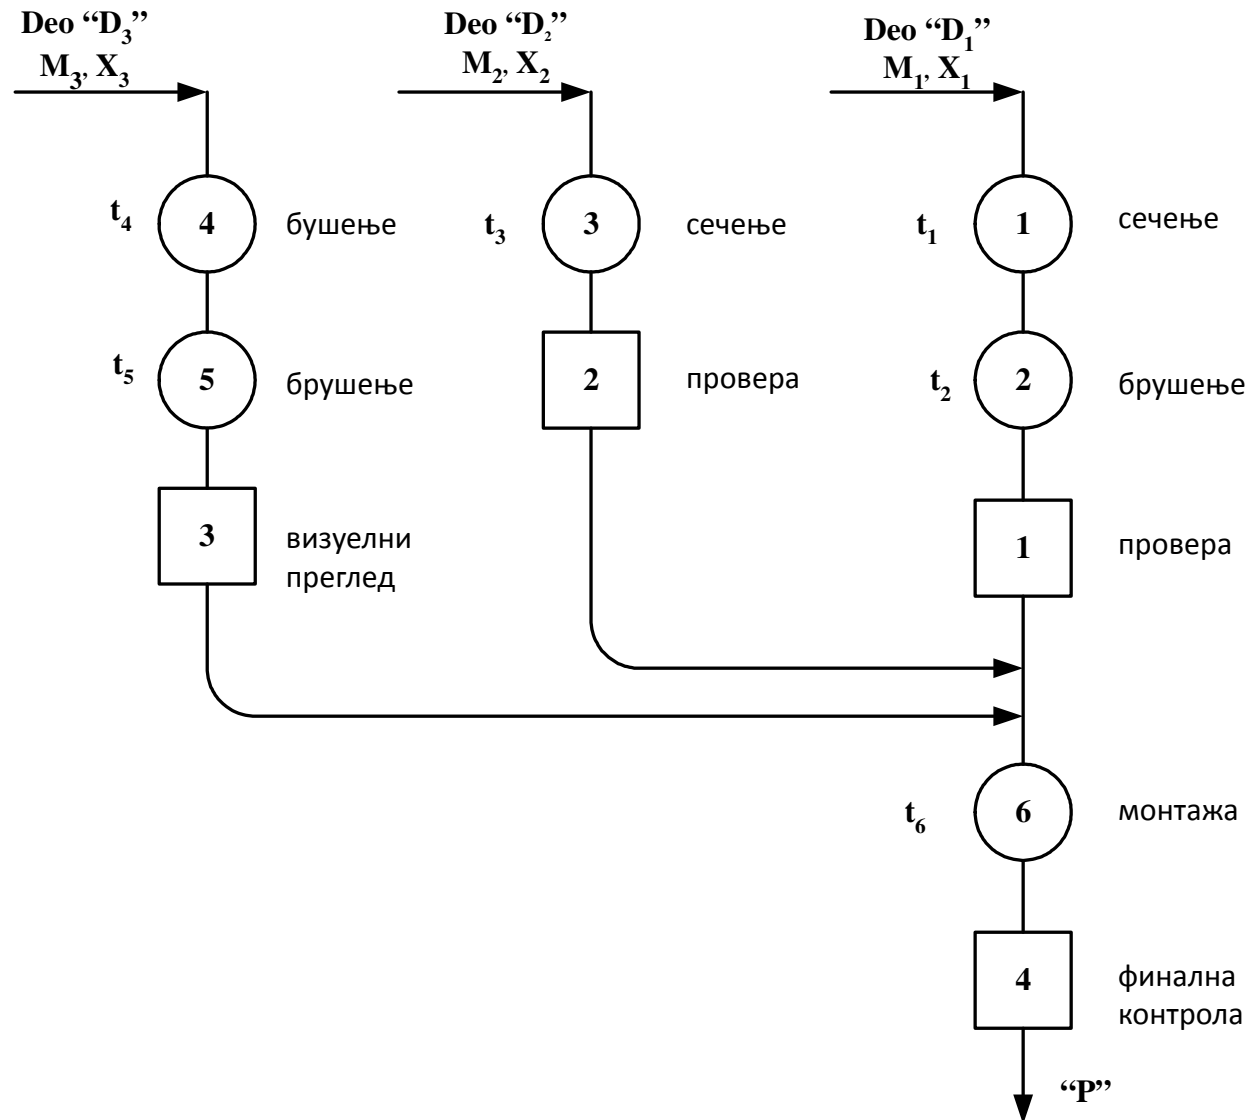 Deo “D₃”
M₃, X₃
Deo “D₂”
M₂, X₂
Deo “D₁”
M₁, X₁
t₄
4
бушење
t₃
3
сечење
t₁
1
сечење
t₅
5
брушење
2
провера
t₂
2
брушење
3
визуелни
преглед
1
провера
t₆
6
монтажа
4
финална
контрола
“P”